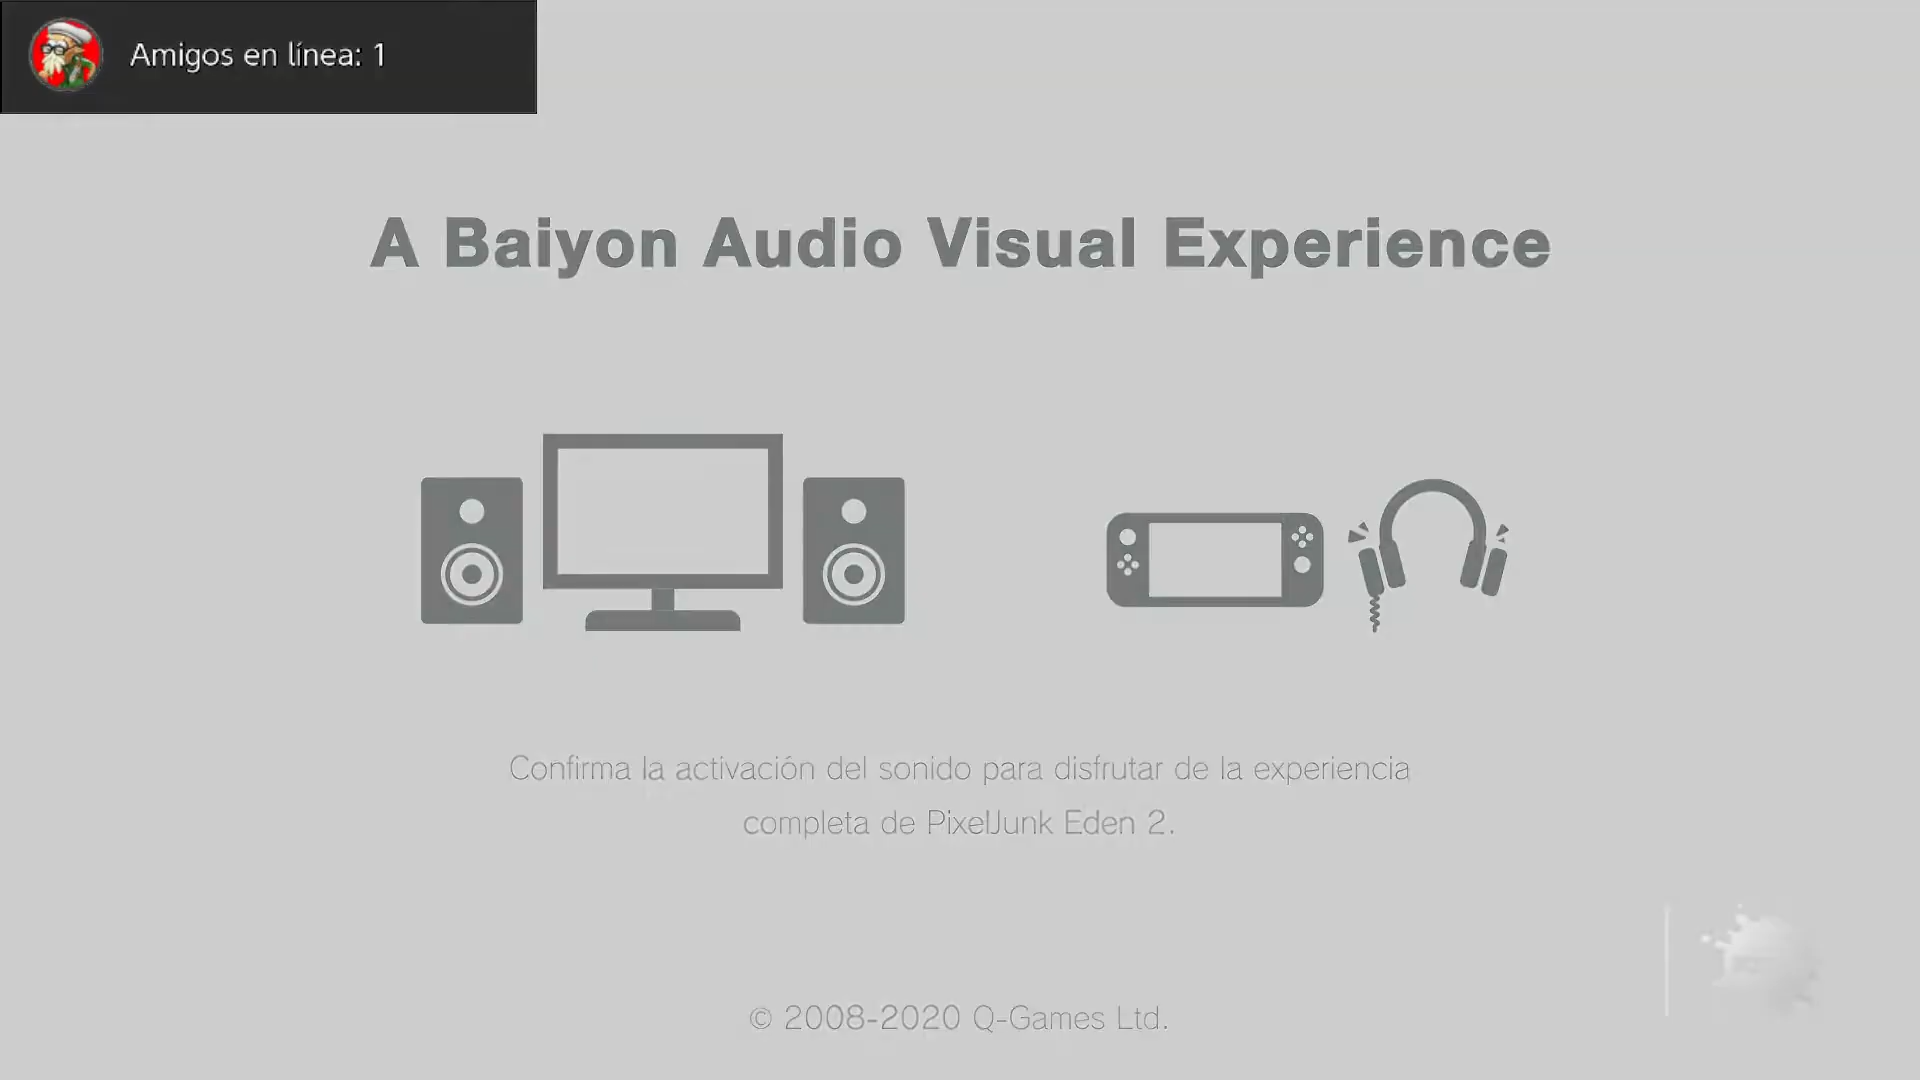 Amigos en línea: 1
A Baiyon Audio Visual Experience
Confirma la activación del sonido para disfrutar de la experiencia
completa de PixelJunk Eden 2.
© 2008-2020 Q-Games Ltd.